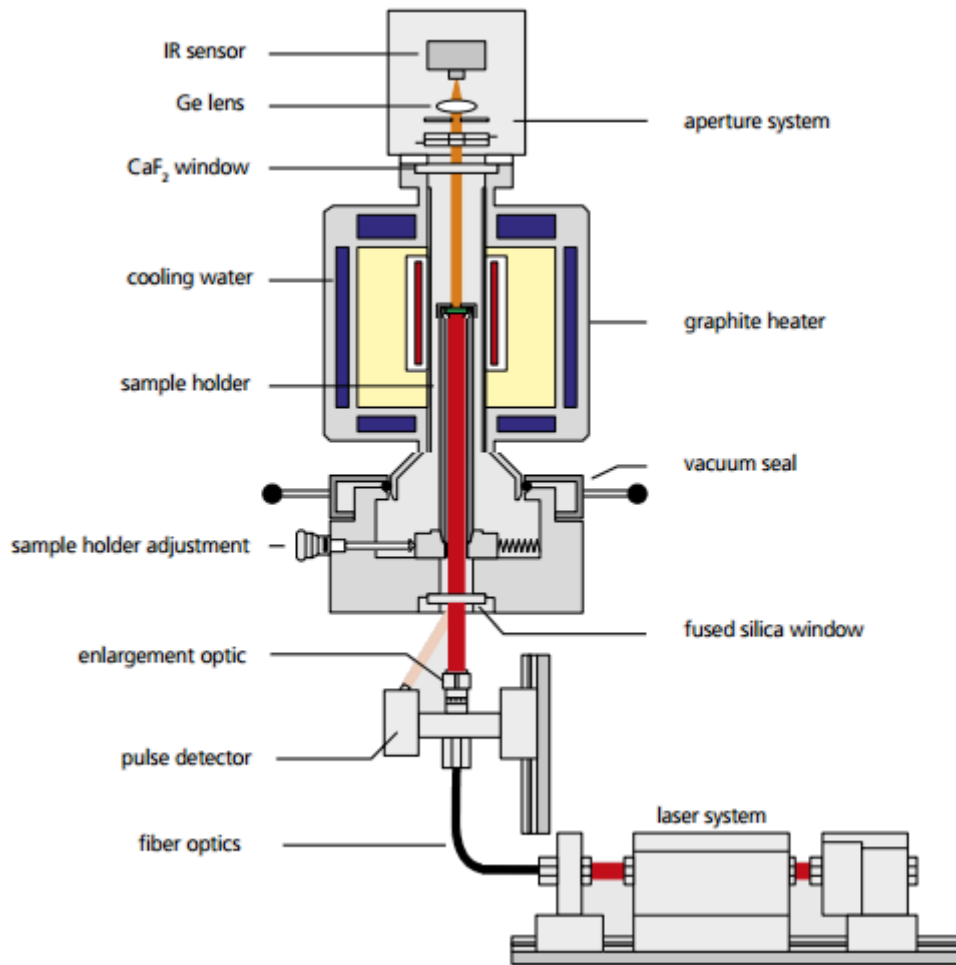 IR sensor
Ge lens
aperture system
CaF₂ window
cooling water
graphite heater
sample holder
vacuum seal
sample holder adjustment
fused silica window
enlargement optic
pulse detector
laser system
fiber optics